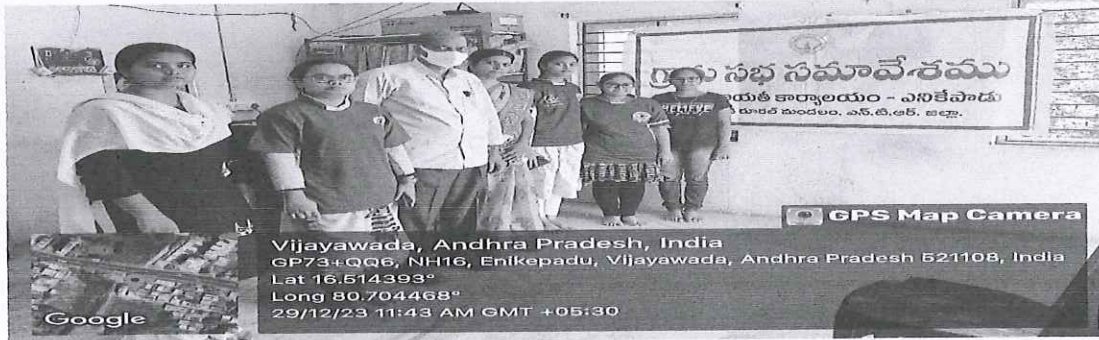 గ్రామ సభ సమావేశము
యతీ కార్యాలయం - ఎనికేపాడు
రూరల్ మండలం, ఎన్.టి.ఆర్. జిల్లా.
BELIEVE
GPS Map Camera
Vijayawada, Andhra Pradesh, India
GP73+QQ6, NH16, Enikepadu, Vijayawada, Andhra Pradesh 521108, India
Lat 16.514393°
Long 80.704468°
29/12/23 11:43 AM GMT +05:30
Google